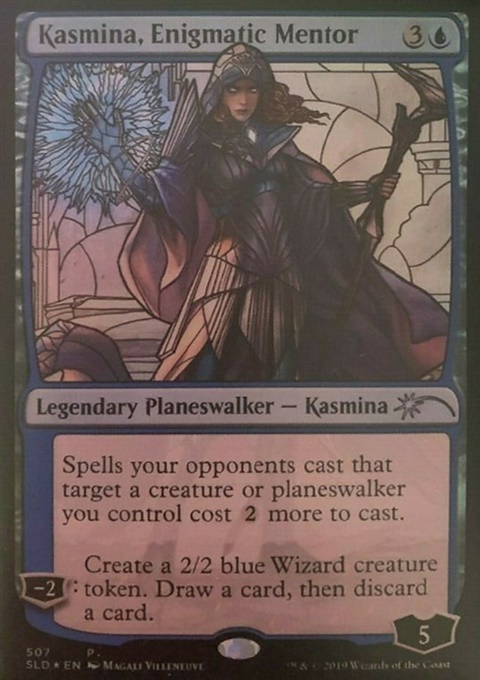 Kasmina, Enigmatic Mentor 3
Legendary Planeswalker — Kasmina
Spells your opponents cast that
target a creature or planeswalker
you control cost 2 more to cast.
-2: Create a 2/2 blue Wizard creature
token. Draw a card, then discard
a card.
5
507 P.
SLD ★ EN MAGALI VILLENEUVE
™ & © 2019 Wizards of the Coast